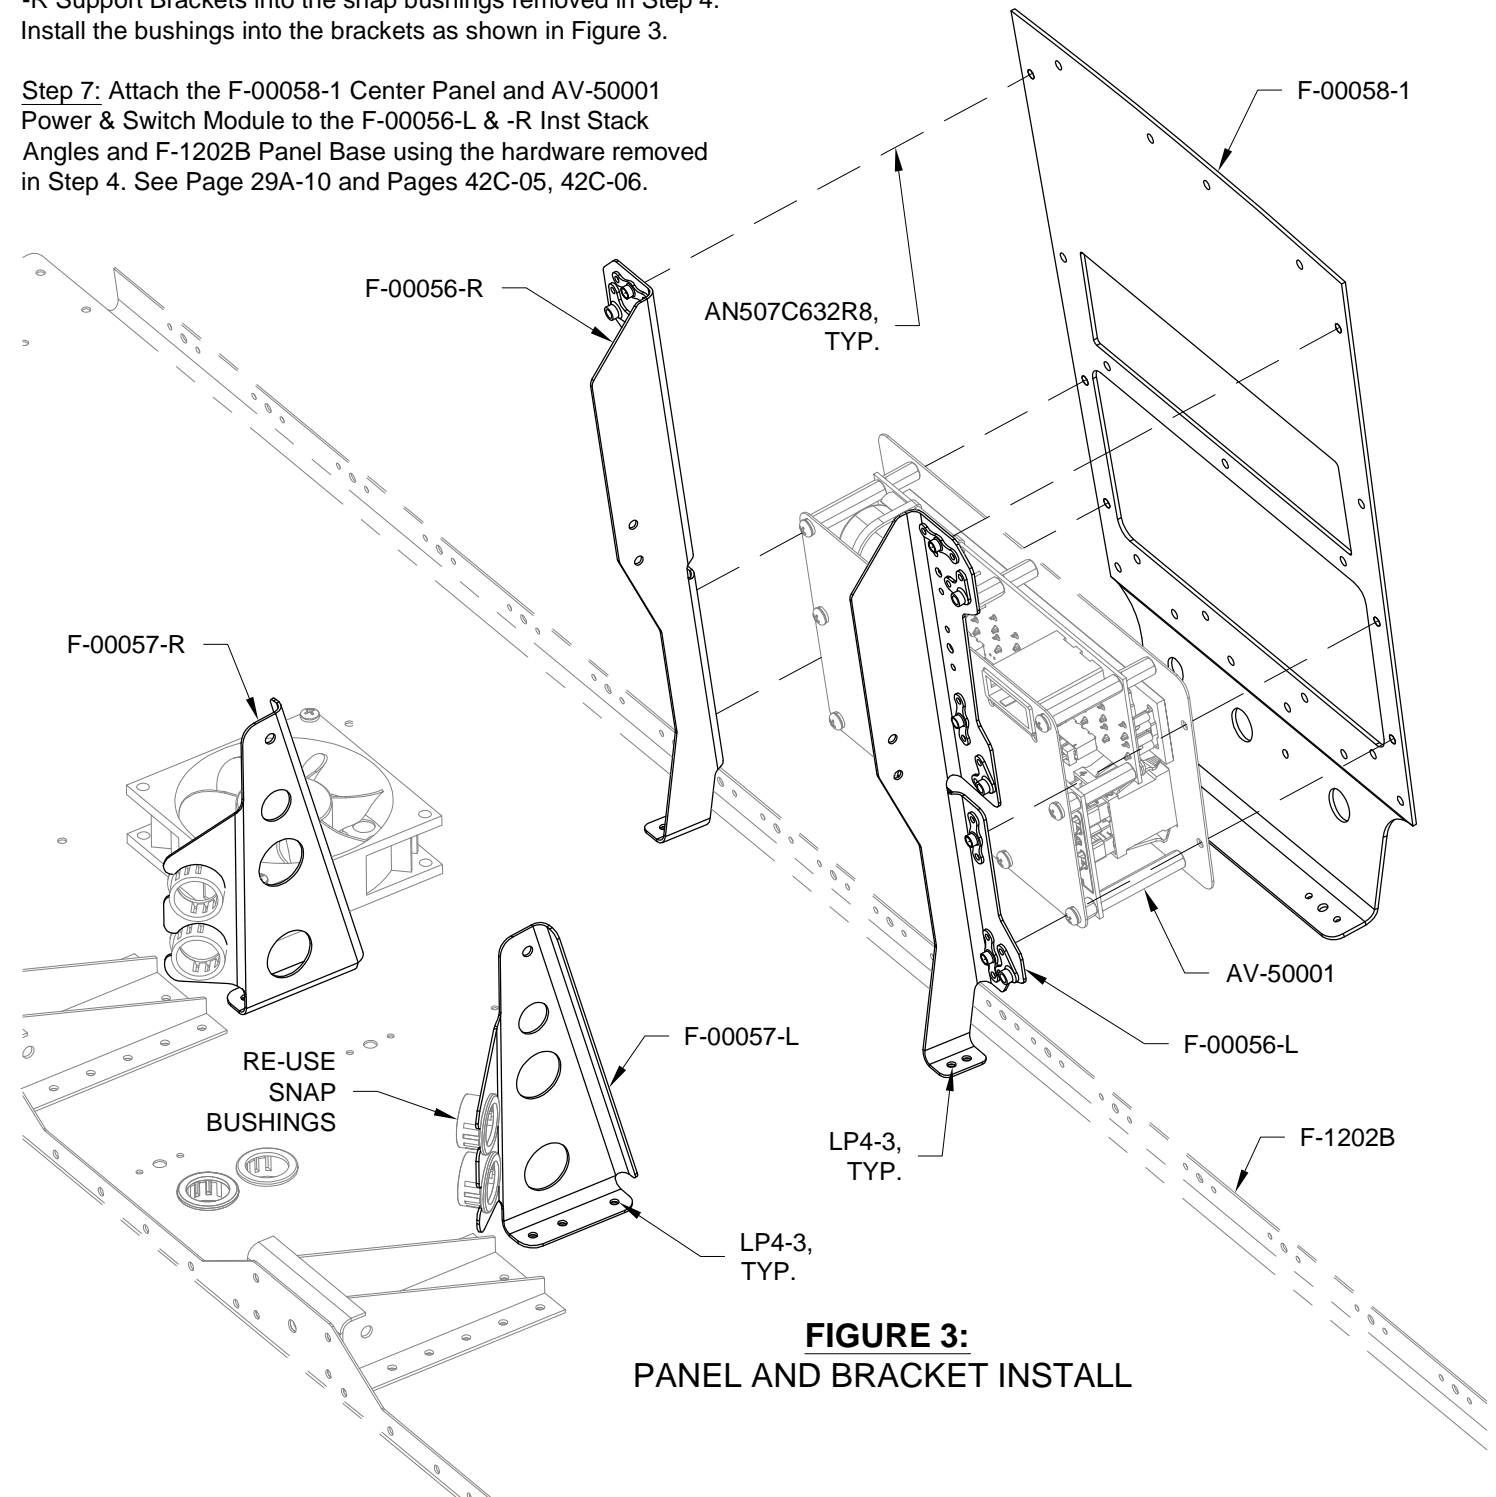 -R Support Brackets into the snap bushings removed in Step 4.
Install the bushings into the brackets as shown in Figure 3.
Step 7: Attach the F-00058-1 Center Panel and AV-50001
Power & Switch Module to the F-00056-L & -R Inst Stack
Angles and F-1202B Panel Base using the hardware removed
in Step 4. See Page 29A-10 and Pages 42C-05, 42C-06.
F-00058-1
F-00056-R
AN507C632R8,
TYP.
F-00057-R
AV-50001
F-00056-L
F-00057-L
RE-USE
SNAP
BUSHINGS
LP4-3,
TYP.
F-1202B
LP4-3,
TYP.
FIGURE 3:
PANEL AND BRACKET INSTALL